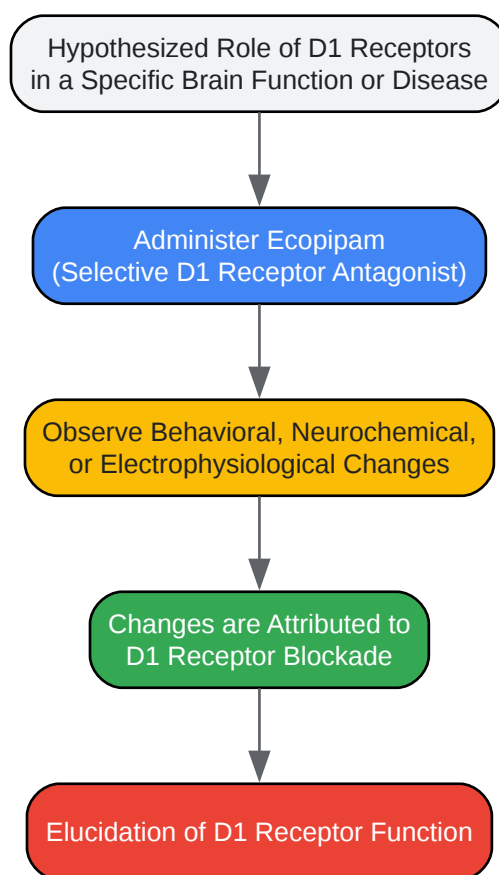 Hypothesized Role of D1 Receptors
in a Specific Brain Function or Disease
Administer Ecopipam
(Selective D1 Receptor Antagonist)
Observe Behavioral, Neurochemical,
or Electrophysiological Changes
Changes are Attributed to
D1 Receptor Blockade
Elucidation of D1 Receptor Function